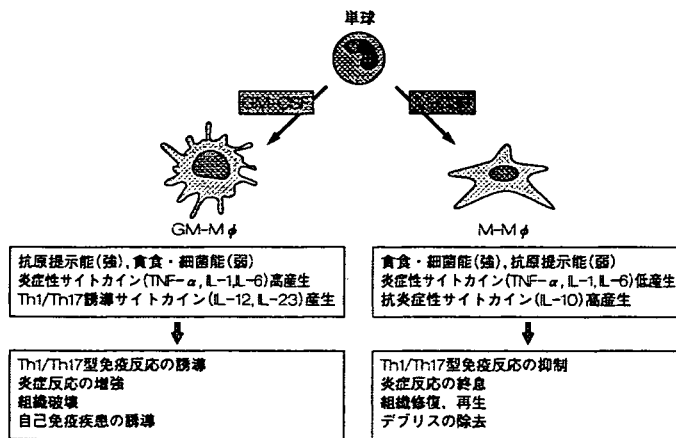 単球
GM-CSF
GM-Mφ
M-Mφ
抗原提示能(強), 貪食・細菌能(弱)
炎症性サイトカイン(TNF-α, IL-1,IL-6)高産生
Th1/Th17誘導サイトカイン(IL-12, IL-23)産生
貪食・細菌能(強), 抗原提示能(弱)
炎症性サイトカイン(TNF-α, IL-1, IL-6)低産生
抗炎症性サイトカイン(IL-10)高産生
Th1/Th17型免疫反応の誘導
炎症反応の増強
組織破壊
自己免疫疾患の誘導
Th1/Th17型免疫反応の抑制
炎症反応の終息
組織修復、再生
デブリスの除去